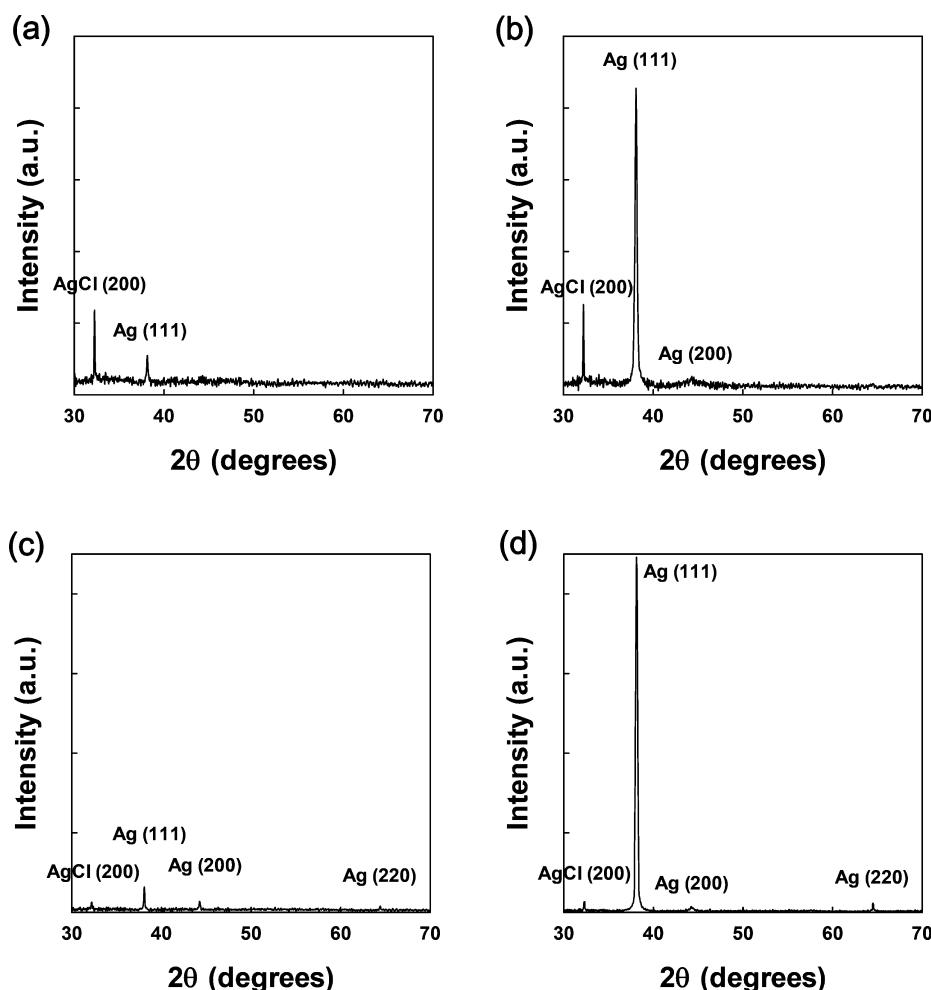 (a)
Intensity (a.u.)
AgCl (200)
Ag (111)
30 40 50 60 70
2θ (degrees)
(b)
Intensity (a.u.)
Ag (111)
AgCl (200)
Ag (200)
30 40 50 60 70
2θ (degrees)
(c)
Intensity (a.u.)
Ag (111)
AgCl (200)
Ag (200)
Ag (220)
30 40 50 60 70
2θ (degrees)
(d)
Intensity (a.u.)
Ag (111)
AgCl (200)
Ag (200)
Ag (220)
30 40 50 60 70
2θ (degrees)